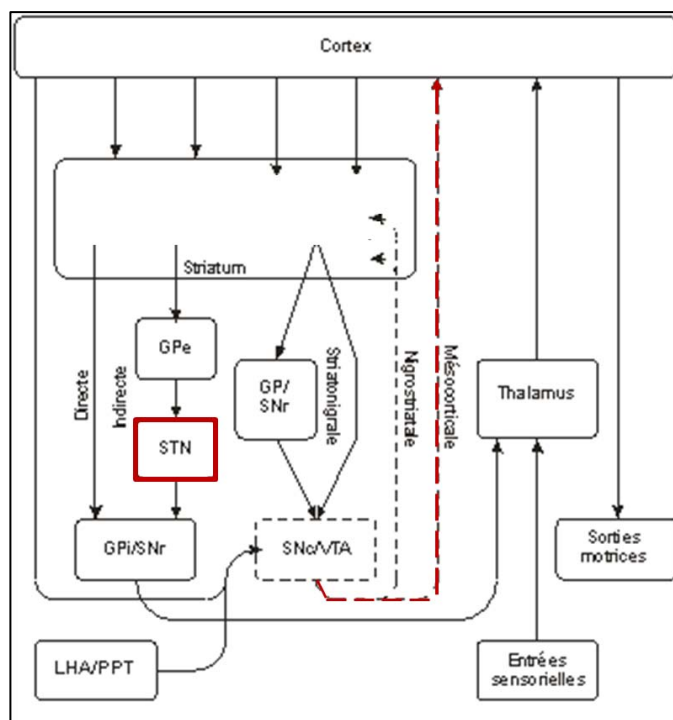 Cortex
Striatum
GPe
Directe
Indirecte
STN
GP/
SNr
Striatonigrale
Nigrostriatale
Mésocorticale
Thalamus
GPi/SNr
SNc/VTA
Sorties
motrices
LHA/PPT
Entrées
sensorielles